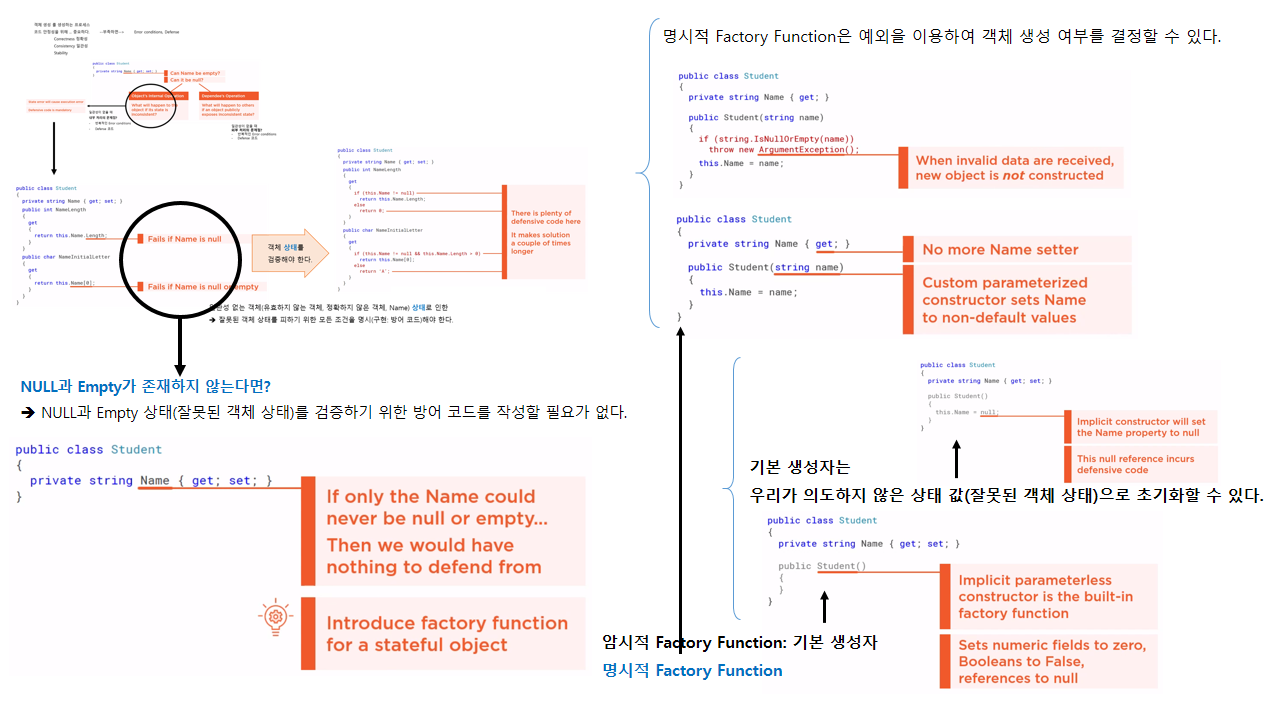 객체 생성 를 생성하는 프로세스
코드 안정성을 위해 .. 중요하다. --부족하면--> Error conditions, Defense
Correctness 정확성
Consistency 일관성
Stability
public class Student
{
private string Name { get; set; }
}
Can Name be empty?
Can it be null?
Object's Internal Operation
What will happen to the
object if its state is
inconsistent?
Dependee's Operation
What will happen to others
if an object publicly
exposes inconsistent state?
Defensive code is mandatory
일관성이 없을 때
내부 처리의 문제점?
- 반복적인 Error conditions
- Defense 코드
일관성이 없을 때
외부 처리의 문제점?
- 반복적인 Error conditions
- Defense 코드
public class Student
{
private string Name { get; set; }
public int NameLength
{
get
{
return this.Name.Length;
}
}
public char NameInitialLetter
{
get
{
return this.Name[0];
}
}
}
Fails if Name is null
Fails if Name is null or empty
객체 상태를
검증해야 한다.
public class Student
{
private string Name { get; set; }
public int NameLength
{
get
{
if (this.Name != null)
return this.Name.Length;
else
return 0;
}
}
public char NameInitialLetter
{
get
{
if (this.Name != null && this.Name.Length > 0)
return this.Name[0];
else
return 'A';
}
}
}
There is plenty of
defensive code here
It makes solution
a couple of times
longer
없는 객체(유효하지 않는 객체, 정확하지 않은 객체, Name) 상태로 인한
➔ 잘못된 객체 상태를 피하기 위한 모든 조건을 명시(구현: 방어 코드)해야 한다.
NULL과 Empty가 존재하지 않는다면?
➔ NULL과 Empty 상태(잘못된 객체 상태)를 검증하기 위한 방어 코드를 작성할 필요가 없다.
public class Student
{
private string Name { get; set; }
}
If only the Name could
never be null or empty...
Then we would have
nothing to defend from
Introduce factory function
for a stateful object
명시적 Factory Function은 예외을 이용하여 객체 생성 여부를 결정할 수 있다.
public class Student
{
private string Name { get; }
public Student(string name)
{
if (string.IsNullOrEmpty(name))
throw new ArgumentException();
this.Name = name;
}
}
When invalid data are received,
new object is not constructed
public class Student
{
private string Name { get; }
public Student(string name)
{
this.Name = name;
}
}
No more Name setter
Custom parameterized
constructor sets Name
to non-default values
public class Student
{
private string Name { get; set; }
public Student()
{
this.Name = null;
}
}
Implicit constructor will set
the Name property to null
This null reference incurs
defensive code
기본 생성자는
우리가 의도하지 않은 상태 값(잘못된 객체 상태)으로 초기화할 수 있다.
public class Student
{
private string Name { get; set; }
public Student()
{
}
}
Implicit parameterless
constructor is the built-in
factory function
Sets numeric fields to zero,
Booleans to False,
references to null
암시적 Factory Function: 기본 생성자
명시적 Factory Function